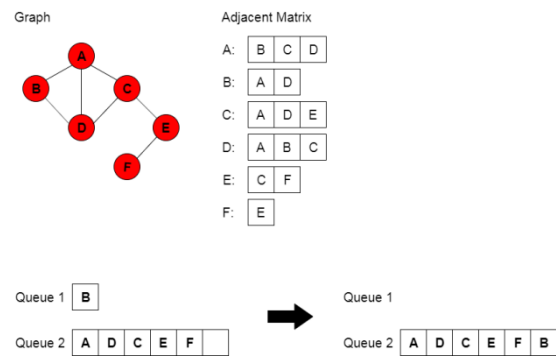 Graph
Adjacent Matrix
A
B
C
D
E
F
A: B C D
B: A D
C: A D E
D: A B C
E: C F
F: E
Queue 1 B
Queue 2 A D C E F
Queue 1
Queue 2 A D C E F B